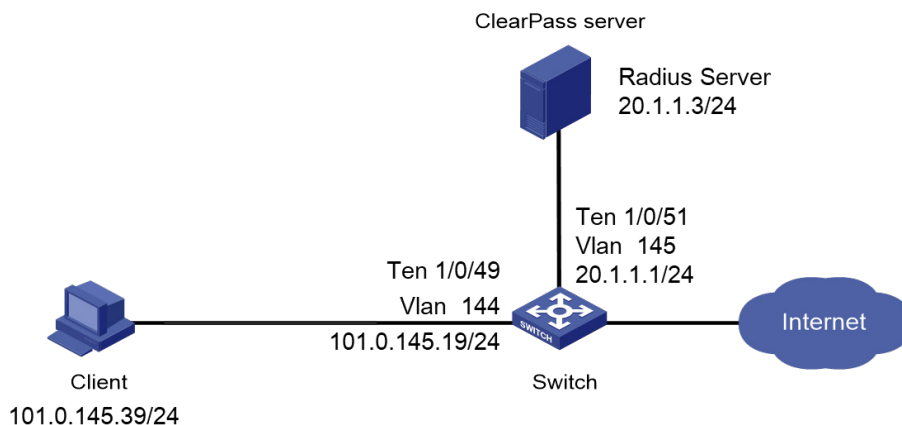 ClearPass server
Radius Server
20.1.1.3/24
Ten 1/0/51
Vlan 145
20.1.1.1/24
Ten 1/0/49
Vlan 144
101.0.145.19/24
SWITCH
Internet
Client
Switch
101.0.145.39/24